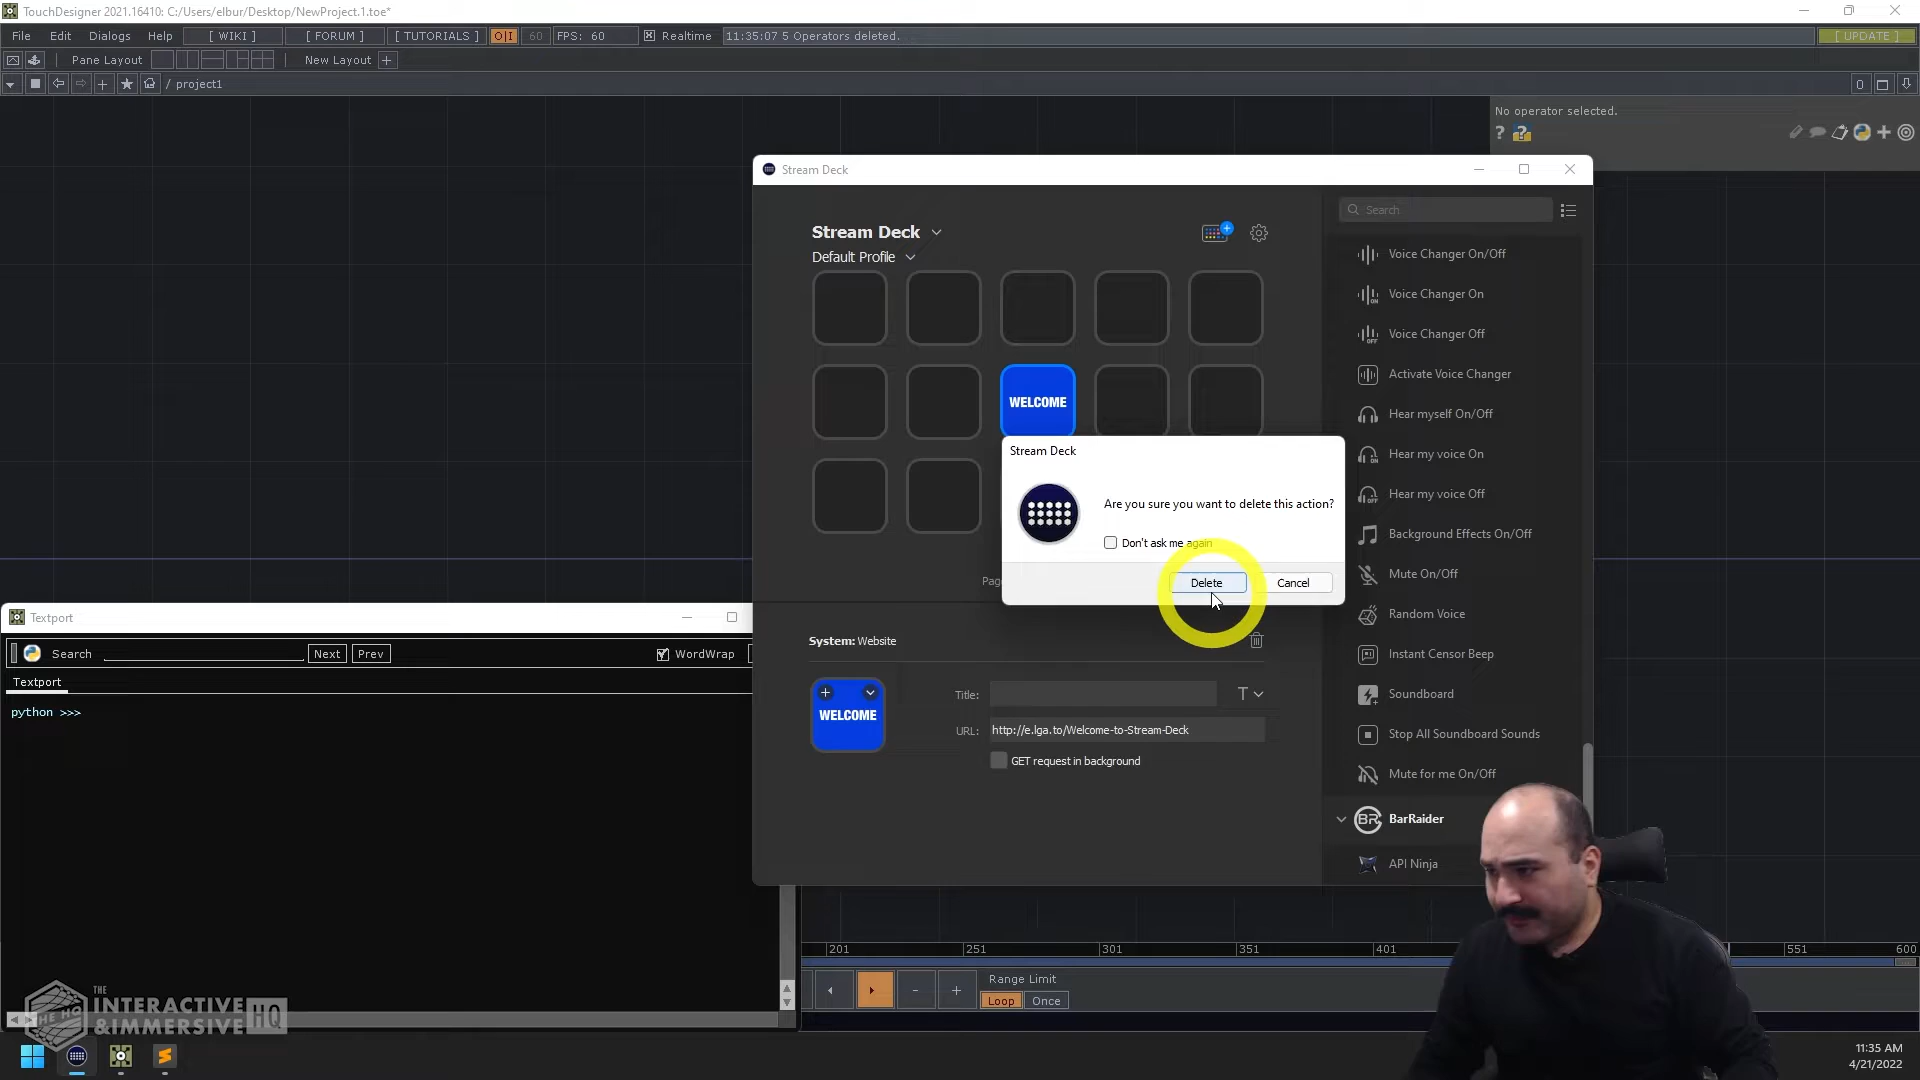 TouchDesigner 2021.16410: C:/Users/elbur/Desktop/NewProject.1.toe*
File Edit Dialogs Help [ WIKI ] [ FORUM ] [ TUTORIALS ] O|I 60 FPS: 60 Realtime 11:35:07 5 Operators deleted. [ UPDATE ]
Pane Layout New Layout +
/ project1 0
No operator selected.
Stream Deck
Search
Stream Deck
Default Profile
Voice Changer On/Off
Voice Changer On
Voice Changer Off
Activate Voice Changer
Hear myself On/Off
Hear my voice On
Hear my voice Off
Background Effects On/Off
Mute On/Off
Random Voice
Instant Censor Beep
Soundboard
Stop All Soundboard Sounds
Mute for me On/Off
BR BarRaider
API Ninja
WELCOME
Stream Deck
Are you sure you want to delete this action?
Don't ask me again
Delete Cancel
System: Website
WELCOME
Title: T
URL: http://e.lga.to/Welcome-to-Stream-Deck
GET request in background
Textport
Search Next Prev WordWrap
Textport
python >>>
201 251 301 351 401 551 600
Range Limit
Loop Once
THE
INTERACTIVE
& IMMERSIVE HQ
11:35 AM
4/21/2022